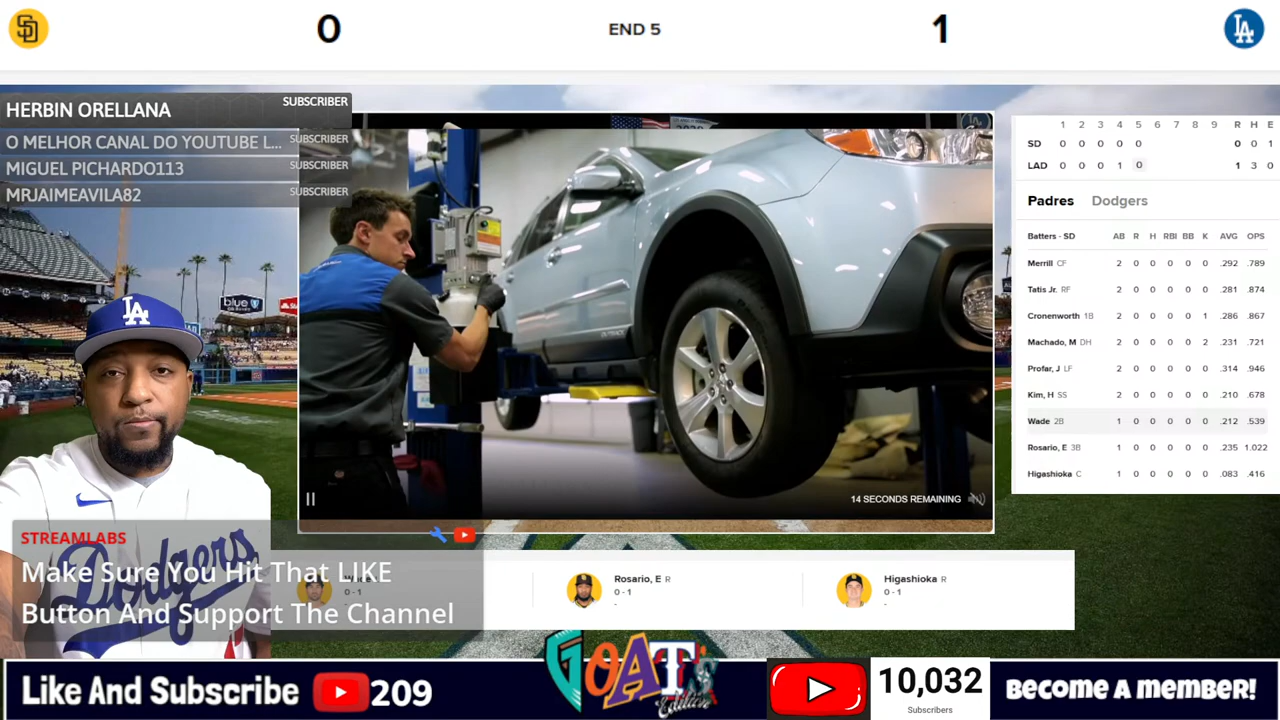 SD
0
END 5
1
LA
HERBIN ORELLANA SUBSCRIBER
O MELHOR CANAL DO YOUTUBE L... SUBSCRIBER
MIGUEL PICHARDO113 SUBSCRIBER
MRJAIMEAVILA82 SUBSCRIBER
blue
LA
14 SECONDS REMAINING
1 2 3 4 5 6 7 8 9 R H E
SD 0 0 0 0 0 0 0 1
LAD 0 0 0 1 0 1 3 0
Padres Dodgers
Batters - SD AB R H RBI BB K AVG OPS
Merrill CF 2 0 0 0 0 0 .292 .789
Tatis Jr. RF 2 0 0 0 0 0 .281 .874
Cronenworth 1B 2 0 0 0 0 1 .286 .867
Machado, M DH 2 0 0 0 0 2 .231 .721
Profar, J LF 2 0 0 0 0 0 .314 .946
Kim, H SS 2 0 0 0 0 0 .210 .678
Wade 2B 1 0 0 0 0 0 .212 .539
Rosario, E 3B 1 0 0 0 0 0 .235 1.022
Higashioka C 1 0 0 0 0 0 .083 .416
STREAMLABS
Make Sure You Hit That LIKE
Button And Support The Channel
Dodgers
Rosario, E R
0 - 1
-
Higashioka R
0 - 1
-
Like And Subscribe 209
GOAT'S
Edition
10,032
Subscribers
BECOME A MEMBER!